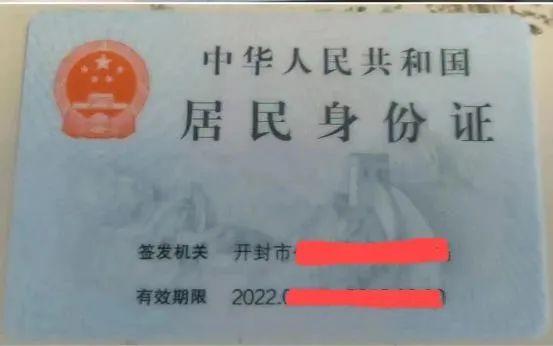 中华人民共和国
居民身份证
签发机关 开封市
有效期限 2022.